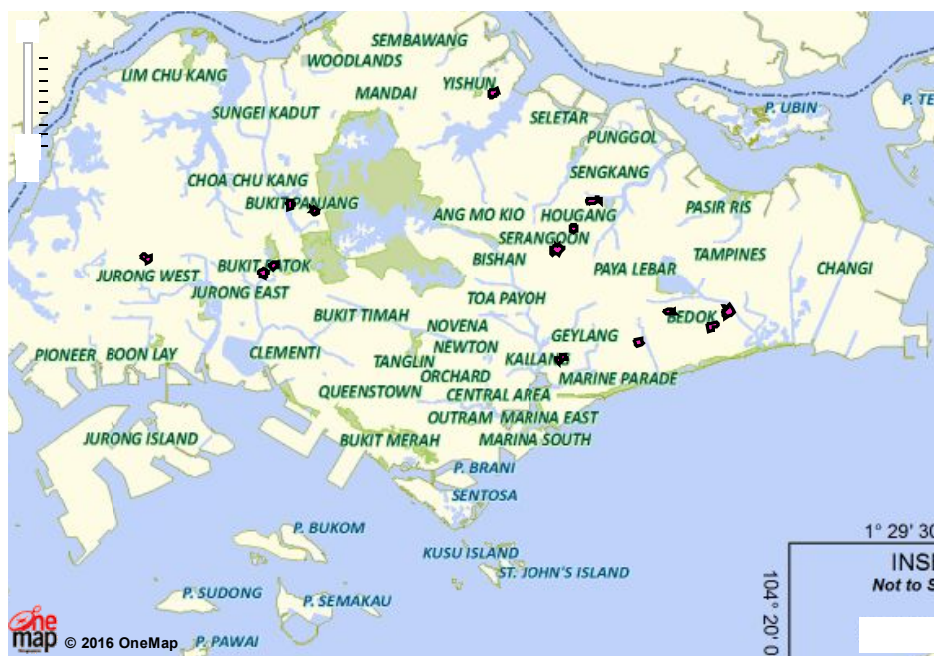 SEMBAWANG
WOODLANDS
LIM CHU KANG
YISHUN
MANDAI
P. UBIN
P. TE
SUNGEI KADUT
SELETAR
PUNGGOL
SENGKANG
CHOA CHU KANG
BUKIT PANJANG
ANG MO KIO
HOUGANG
PASIR RIS
SERANGOON
BISHAN
TAMPINES
PAYA LEBAR
CHANGI
JURONG WEST
BUKIT BATOK
JURONG EAST
TOA PAYOH
BUKIT TIMAH
NOVENA
BEDOK
GEYLANG
NEWTON
PIONEER
BOON LAY
CLEMENTI
TANGLIN
KALLANG
ORCHARD
MARINE PARADE
QUEENSTOWN
CENTRAL AREA
OUTRAM
MARINA EAST
JURONG ISLAND
BUKIT MERAH
MARINA SOUTH
P. BRANI
SENTOSA
P. BUKOM
1° 29' 30
KUSU ISLAND
INSE
ST. JOHN'S ISLAND
Not to S
104° 20' 0
P. SUDONG
P. SEMAKAU
One
map © 2016 OneMap
P. PAWAI